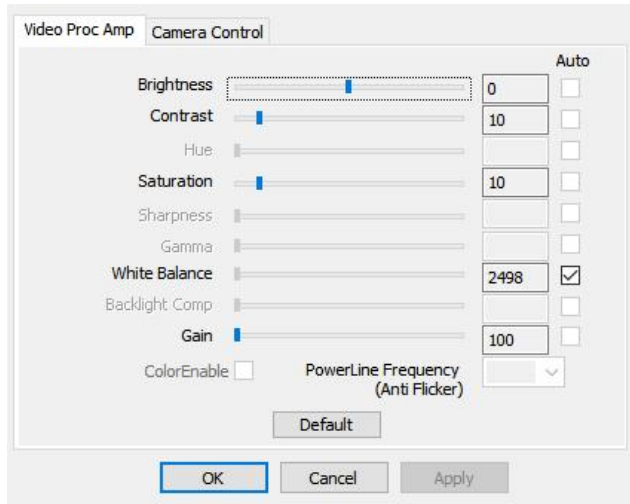 Video Proc Amp Camera Control
Auto
Brightness 0
Contrast 10
Hue
Saturation 10
Sharpness
Gamma
White Balance 2498
Backlight Comp
Gain 100
ColorEnable PowerLine Frequency
(Anti Flicker)
Default
OK Cancel Apply